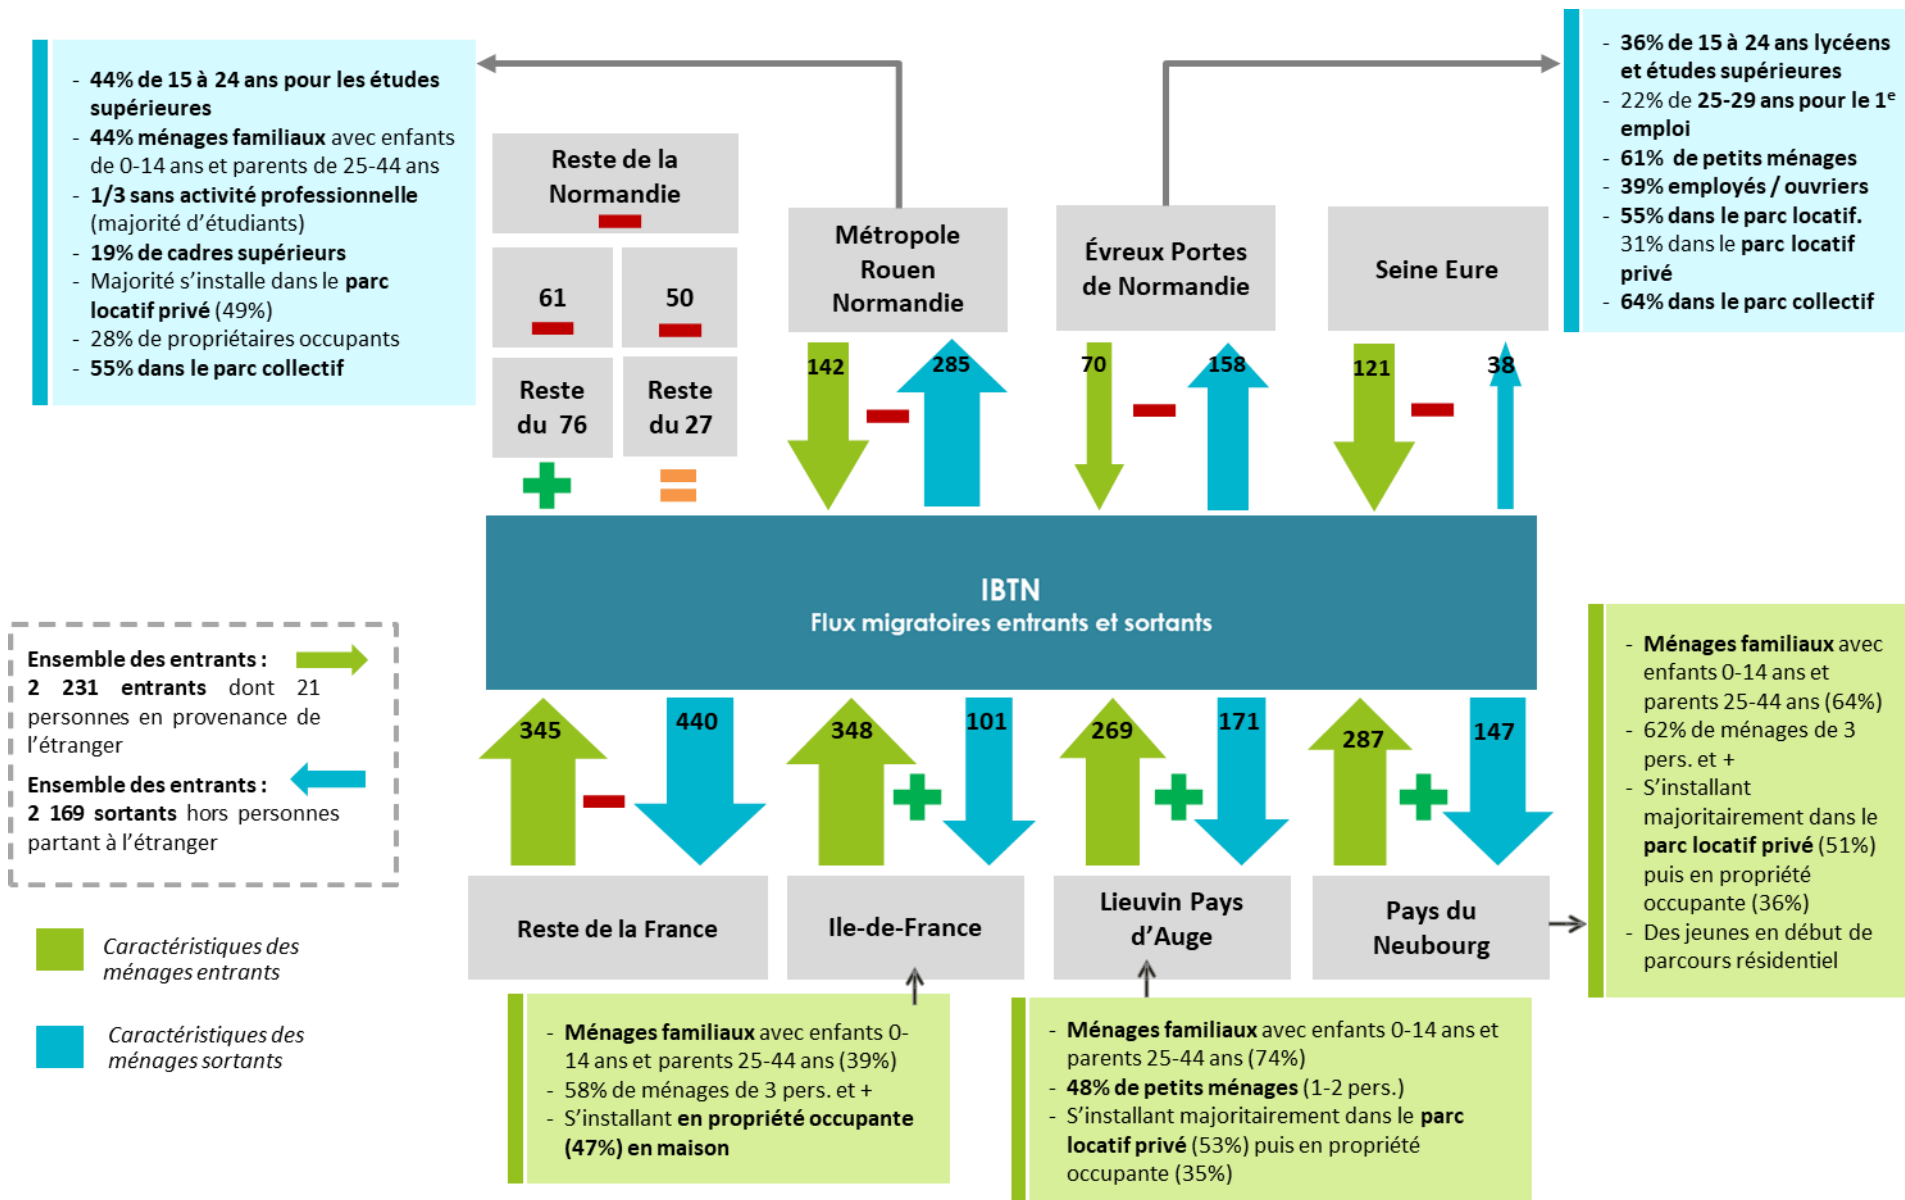 - 44% de 15 à 24 ans pour les études
supérieures
- 44% ménages familiaux avec enfants
de 0-14 ans et parents de 25-44 ans
- 1/3 sans activité professionnelle
(majorité d'étudiants)
- 19% de cadres supérieurs
- Majorité s'installe dans le parc
locatif privé (49%)
- 28% de propriétaires occupants
- 55% dans le parc collectif
- 36% de 15 à 24 ans lycéens
et études supérieures
- 22% de 25-29 ans pour le 1e
emploi
- 61% de petits ménages
- 39% employés / ouvriers
- 55% dans le parc locatif.
31% dans le parc locatif
privé
- 64% dans le parc collectif
Reste de la
Normandie
61
50
Reste
du 76
Reste
du 27
Métropole
Rouen
Normandie
Évreux Portes
de Normandie
Seine Eure
142
285
70
158
121
38
IBTN
Flux migratoires entrants et sortants
Ensemble des entrants :
2 231 entrants dont 21
personnes en provenance de
l'étranger
Ensemble des entrants :
2 169 sortants hors personnes
partant à l'étranger
Caractéristiques des
ménages entrants
Caractéristiques des
ménages sortants
345
440
348
101
269
171
287
147
Reste de la France
Ile-de-France
Lieuvin Pays
d'Auge
Pays du
Neubourg
- Ménages familiaux avec
enfants 0-14 ans et
parents 25-44 ans (64%)
- 62% de ménages de 3
pers. et +
- S'installant
majoritairement dans le
parc locatif privé (51%)
puis en propriété
occupante (36%)
- Des jeunes en début de
parcours résidentiel
- Ménages familiaux avec enfants 0-
14 ans et parents 25-44 ans (39%)
- 58% de ménages de 3 pers. et +
- S'installant en propriété occupante
(47%) en maison
- Ménages familiaux avec enfants 0-14 ans et
parents 25-44 ans (74%)
- 48% de petits ménages (1-2 pers.)
- S'installant majoritairement dans le parc
locatif privé (53%) puis en propriété
occupante (35%)